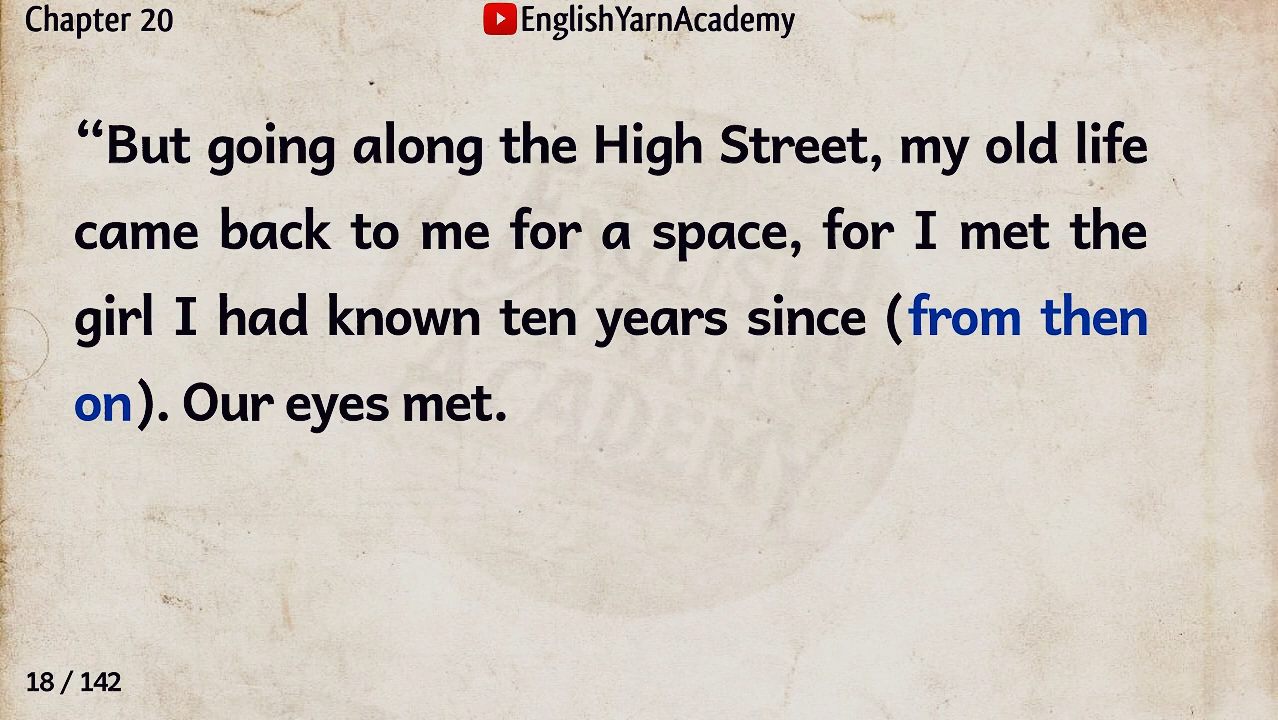 Chapter 20
EnglishYarnAcademy
“But going along the High Street, my old life
came back to me for a space, for I met the
girl I had known ten years since (from then
on). Our eyes met.
18 / 142